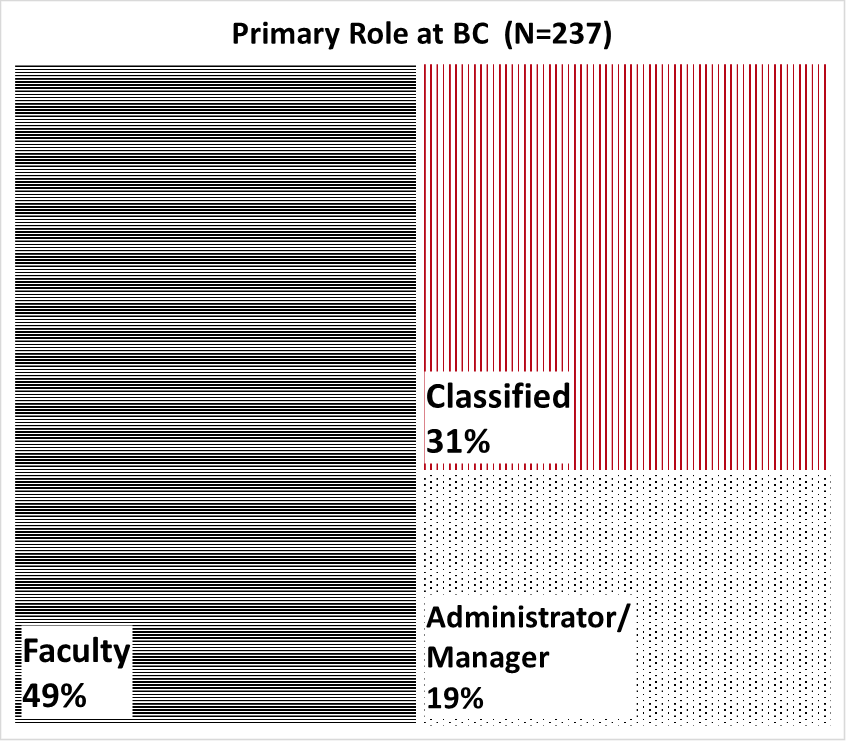 Primary Role at BC (N=237)
Classified
31%
Faculty
49%
Administrator/
Manager
19%